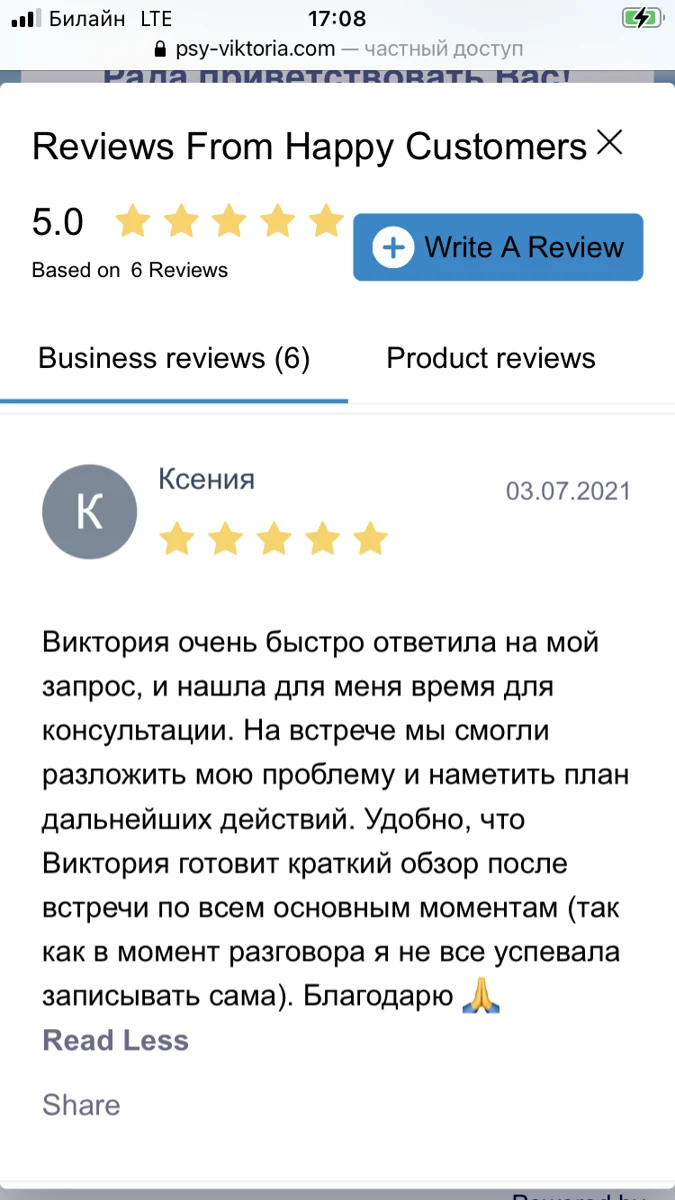 Билайн LTE 17:08
psy-viktoria.com — частный доступ
Рада приветствовать Вас!
Reviews From Happy Customers
5.0
Write A Review
Based on 6 Reviews
Business reviews (6) Product reviews
К
Ксения
03.07.2021
Виктория очень быстро ответила на мой
запрос, и нашла для меня время для
консультации. На встрече мы смогли
разложить мою проблему и наметить план
дальнейших действий. Удобно, что
Виктория готовит краткий обзор после
встречи по всем основным моментам (так
как в момент разговора я не все успевала
записывать сама). Благодарю 🙏
Read Less
Share
Powered by